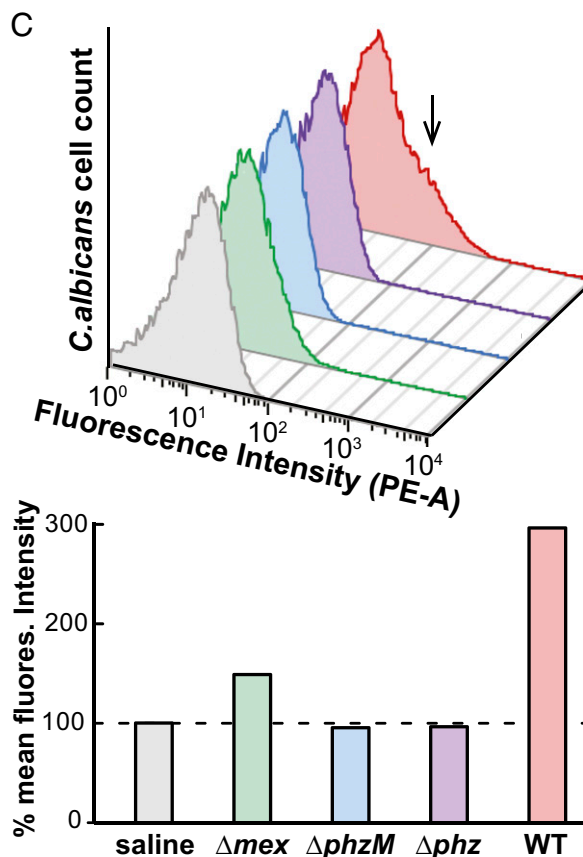 C
C.albicans cell count
10⁰
10¹
10²
10³
10⁴
Fluorescence Intensity (PE-A)
% mean fluores. Intensity
300
200
100
0
saline Δmex ΔphzM Δphz WT